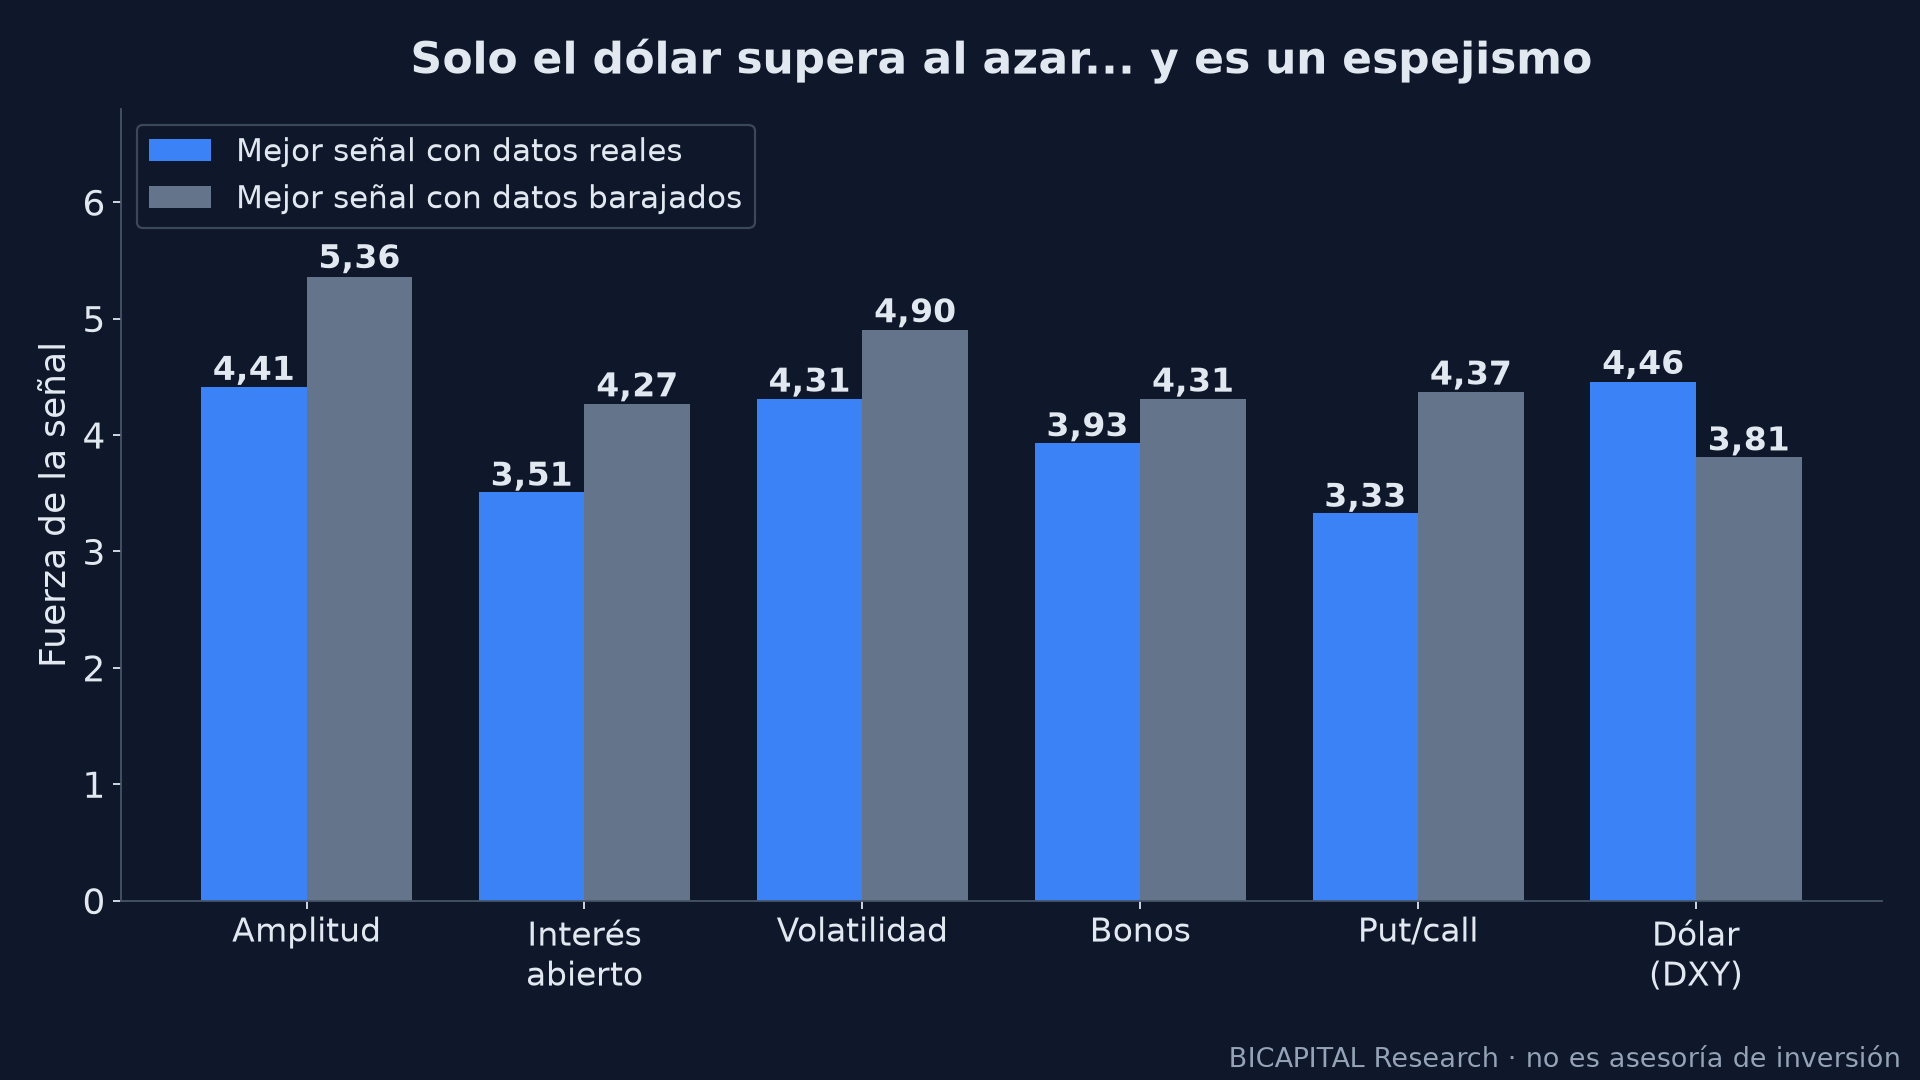 Solo el dólar supera al azar... y es un espejismo
Mejor señal con datos reales
Mejor señal con datos barajados
Fuerza de la señal
6
5
4
3
2
1
0
4,41
5,36
3,51
4,27
4,31
4,90
3,93
4,31
3,33
4,37
4,46
3,81
Amplitud
Interés
abierto
Volatilidad
Bonos
Put/call
Dólar
(DXY)
BICAPITAL Research · no es asesoría de inversión